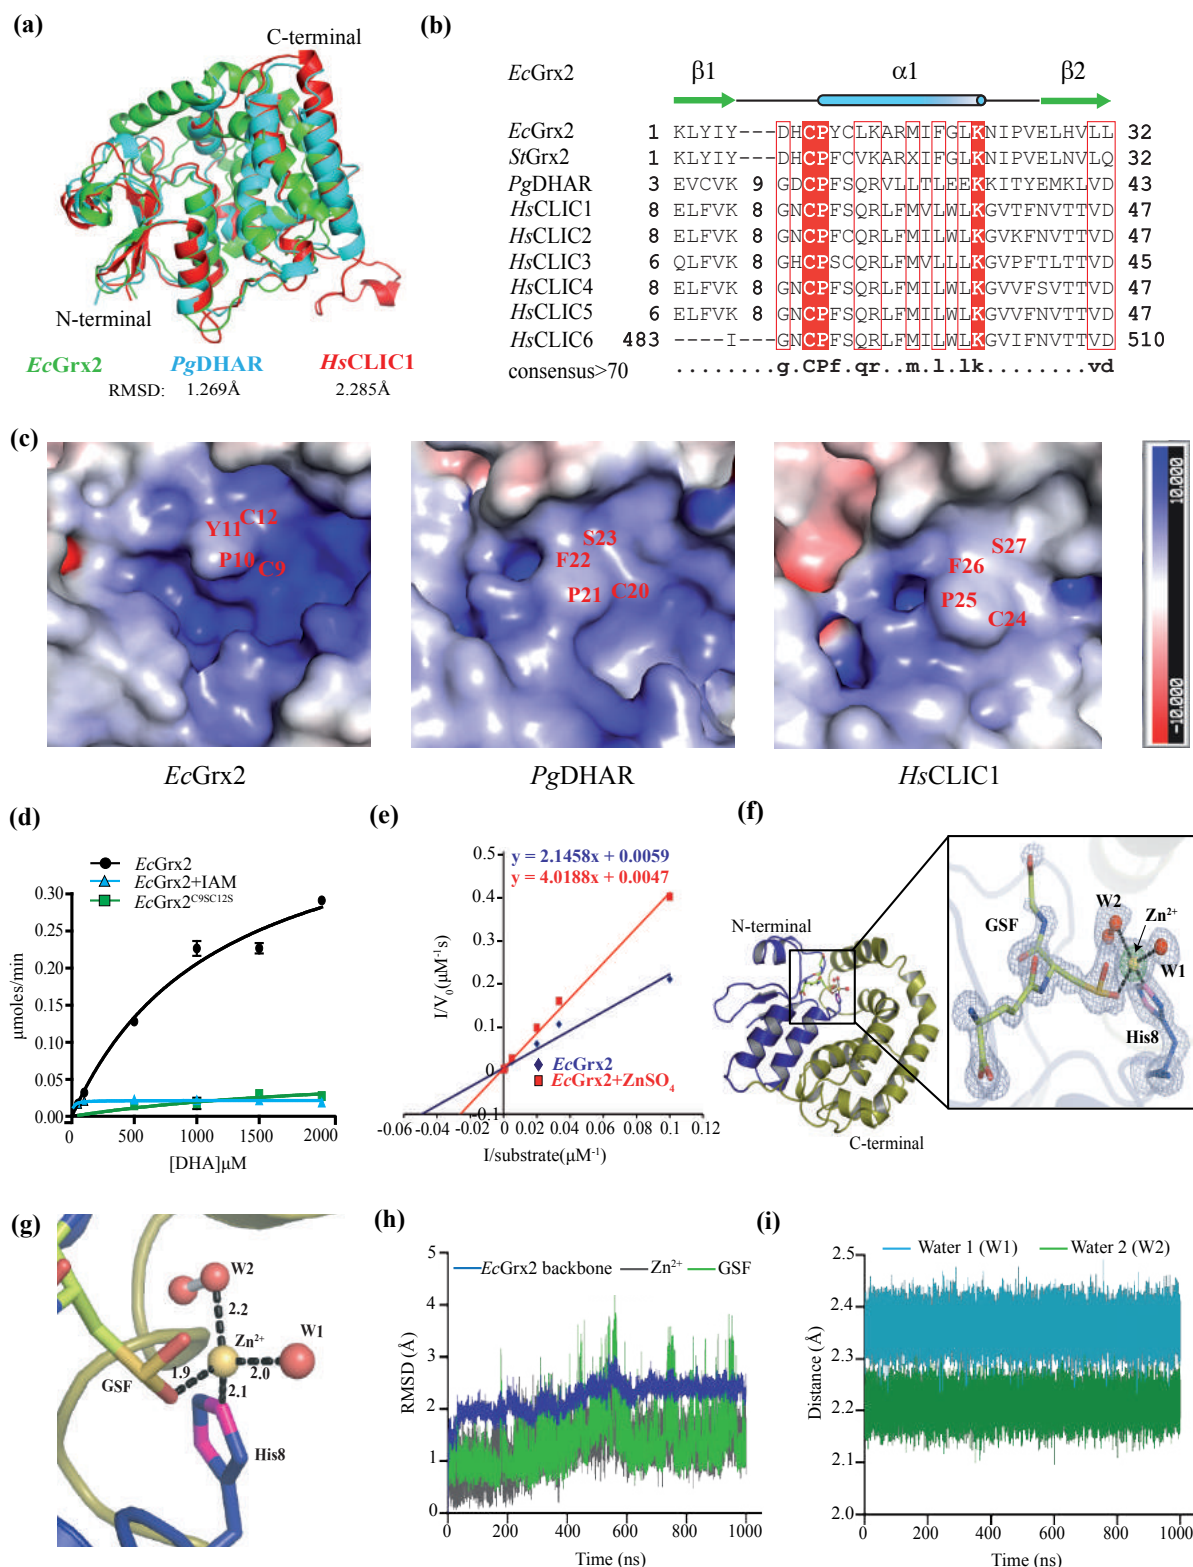 (a)
C-terminal
N-terminal
EcGrx2 PgDHAR HsCLIC1
RMSD: 1.269Å 2.285Å
(b)
EcGrx2 β1 α1 β2
EcGrx2 1 KLYIY---DHCPYCLKARMIFGLKNIPVELHVLL 32
StGrx2 1 KLYIY---DHCPFCVKARXIFGLKNIPVELNVLQ 32
PgDHAR 3 EVCVK 9 GDCPFSQRVLLTLEEKKITYEMKLVD 43
HsCLIC1 8 ELFVK 8 GNCPFSQRLFMVLWLKGVTFNVTTVD 47
HsCLIC2 8 ELFVK 8 GNCPFCQRLFMILWLKGVKFNVTTVD 47
HsCLIC3 6 QLFVK 8 GHCPSCQRLFMVLLLKGVPFTLTTVD 45
HsCLIC4 8 ELFVK 8 GNCPFSQRLFMILWLKGVVFSVTTVD 47
HsCLIC5 6 ELFVK 8 GNCPFSQRLFMILWLKGVVFNVTTVD 47
HsCLIC6 483 ----I---GNCPFSQRLFMILWLKGVIFNVTTVD 510
consensus>70 ........g.CPf.qr..m.l.lk........vd
(c)
Y11 C12
P10 C9
EcGrx2
S23
F22
P21 C20
PgDHAR
S27
F26
P25
C24
HsCLIC1
10.000
-10.000
(d)
EcGrx2
EcGrx2+IAM
EcGrx2C9SC12S
μmoles/min
0.30
0.25
0.20
0.15
0.10
0.05
0.00
0 500 1000 1500 2000
[DHA]μM
(e)
y = 2.1458x + 0.0059
y = 4.0188x + 0.0047
I/V0(μM-1s)
0.5
0.4
0.3
0.2
0.1
0
-0.1
EcGrx2
EcGrx2+ZnSO4
-0.06 -0.04 -0.02 0 0.02 0.04 0.06 0.08 0.1 0.12
I/substrate(μM-1)
(f)
N-terminal
C-terminal
GSF
W2
Zn2+
W1
His8
(g)
W2
2.2
Zn2+
W1
GSF
1.9
2.0
2.1
His8
(h)
EcGrx2 backbone Zn2+ GSF
RMSD (Å)
5
4
3
2
1
0
0 200 400 600 800 1000
Time (ns)
(i)
Water 1 (W1) Water 2 (W2)
Distance (Å)
2.5
2.4
2.3
2.2
2.1
2.0
0 200 400 600 800 1000
Time (ns)